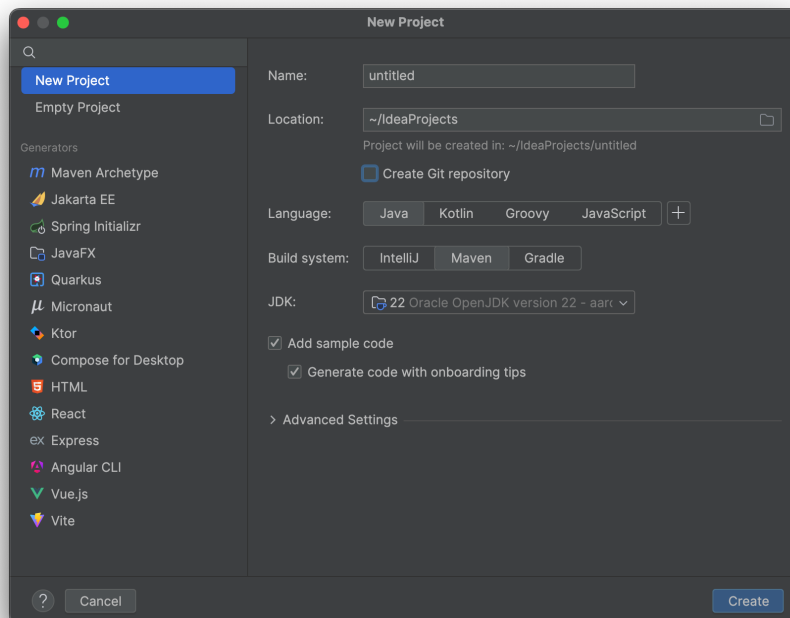 New Project
New Project
Empty Project
Generators
Maven Archetype
Jakarta EE
Spring Initializr
JavaFX
Quarkus
Micronaut
Ktor
Compose for Desktop
HTML
React
ex Express
Angular CLI
Vue.js
Vite
Name: untitled
Location: ~/IdeaProjects
Project will be created in: ~/IdeaProjects/untitled
Create Git repository
Language: Java Kotlin Groovy JavaScript +
Build system: IntelliJ Maven Gradle
JDK: 22 Oracle OpenJDK version 22 - aarc
Add sample code
Generate code with onboarding tips
> Advanced Settings
? Cancel Create